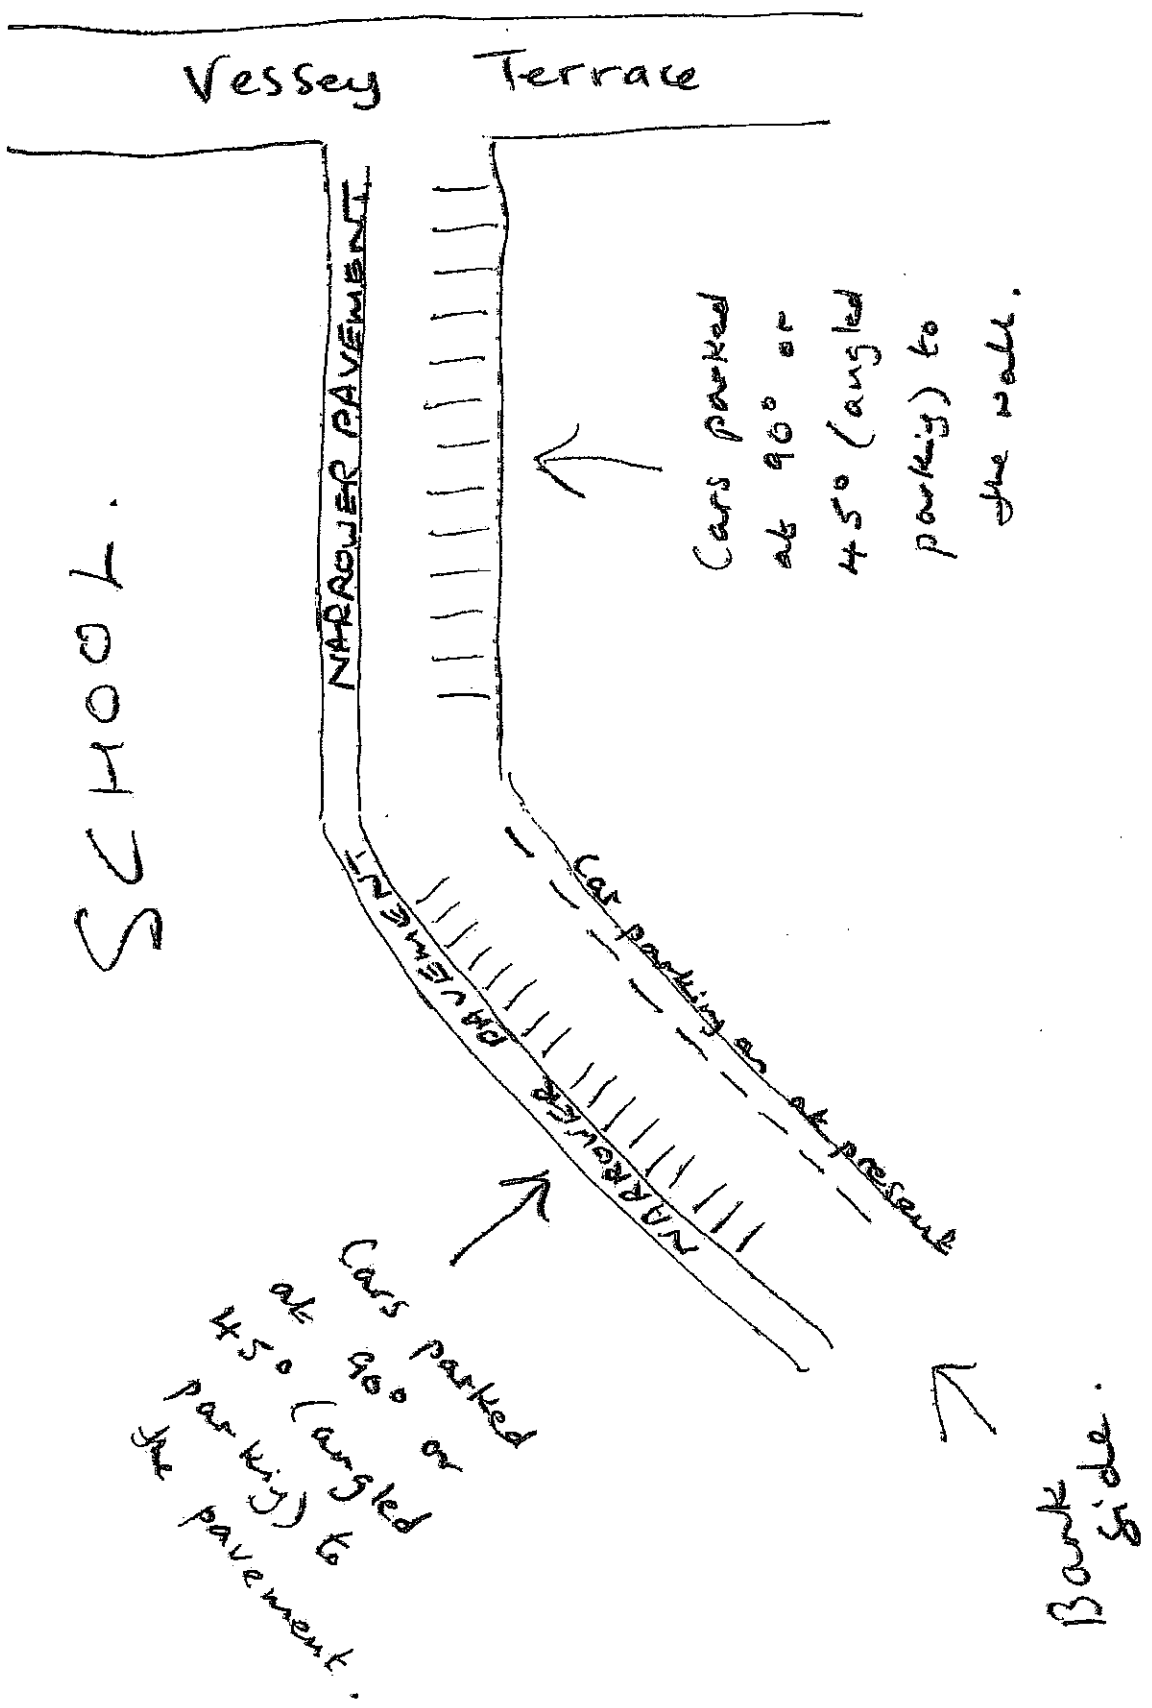 Vessey Terrace
SCHOOL.
NARROWER PAVEMENT
Cars parked
at 90° or
45° (angled
parking) to
the wall.
NARROWER PAVEMENT
Car parking as at present
Cars parked
at 90° or
45° (angled
parking) to
the pavement.
Bank
Side.